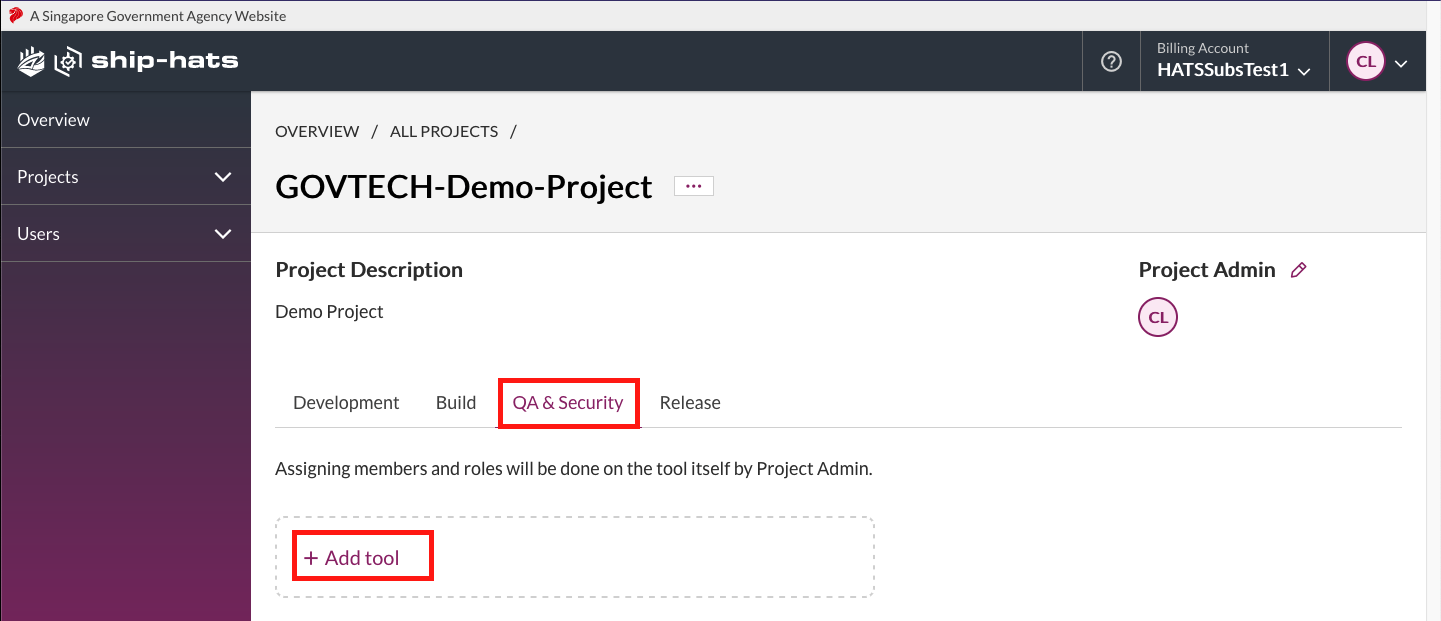 A Singapore Government Agency Website
ship-hats
Billing Account
HATSSubsTest1
CL
Overview
Projects
Users
OVERVIEW / ALL PROJECTS /
GOVTECH-Demo-Project
Project Description
Demo Project
Project Admin
CL
Development Build QA & Security Release
Assigning members and roles will be done on the tool itself by Project Admin.
+ Add tool